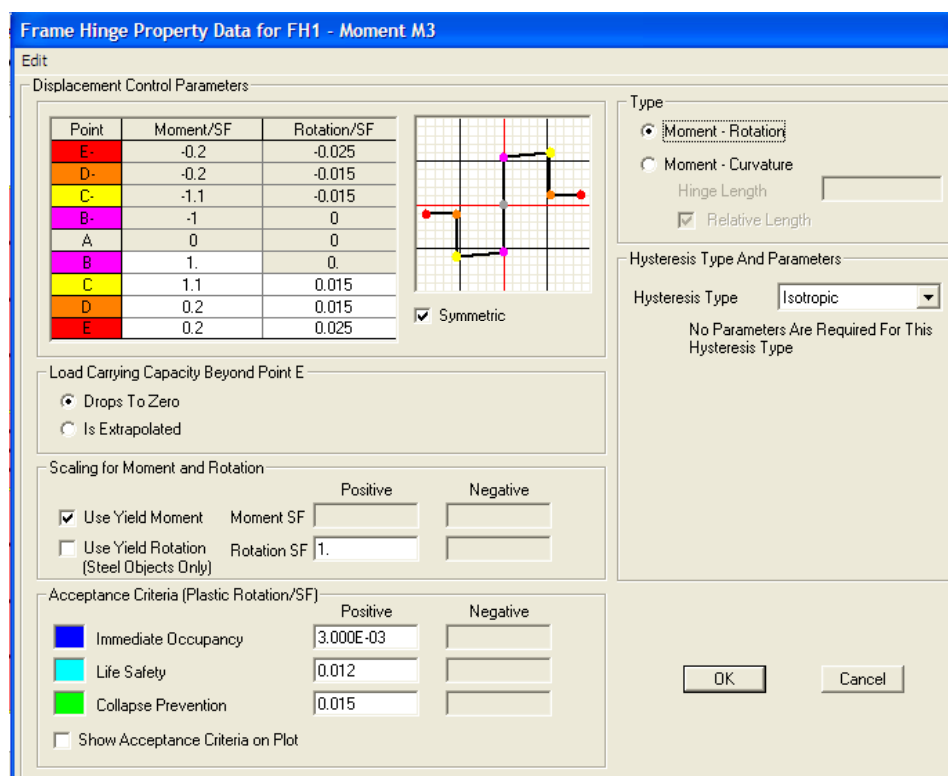 Frame Hinge Property Data for FH1 - Moment M3
Edit
Displacement Control Parameters
Point Moment/SF Rotation/SF
E- -0.2 -0.025
D- -0.2 -0.015
C- -1.1 -0.015
B- -1 0
A 0 0
B 1. 0.
C 1.1 0.015
D 0.2 0.015
E 0.2 0.025
Symmetric
Load Carrying Capacity Beyond Point E
Drops To Zero
Is Extrapolated
Scaling for Moment and Rotation
Positive Negative
Use Yield Moment Moment SF
Use Yield Rotation Rotation SF 1.
(Steel Objects Only)
Acceptance Criteria (Plastic Rotation/SF)
Positive Negative
Immediate Occupancy 3.000E-03
Life Safety 0.012
Collapse Prevention 0.015
Show Acceptance Criteria on Plot
Type
Moment - Rotation
Moment - Curvature
Hinge Length
Relative Length
Hysteresis Type And Parameters
Hysteresis Type Isotropic
No Parameters Are Required For This
Hysteresis Type
OK Cancel